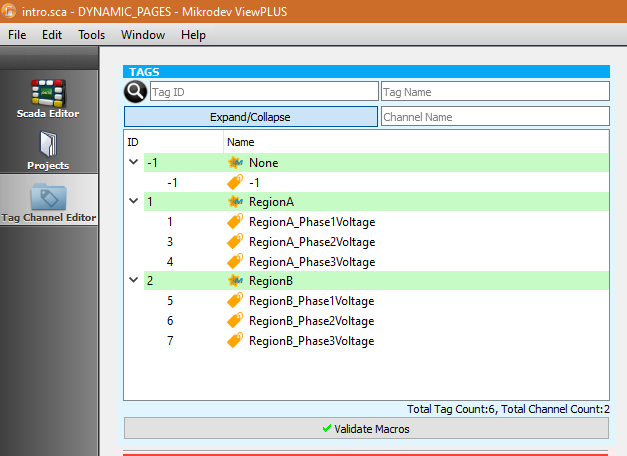 intro.sca - DYNAMIC_PAGES - Mikrodev ViewPLUS
File Edit Tools Window Help
TAGS
Tag ID Tag Name
Expand/Collapse Channel Name
Scada Editor
Projects
Tag Channel Editor
ID Name
-1 None
-1 -1
1 RegionA
1 RegionA_Phase1Voltage
3 RegionA_Phase2Voltage
4 RegionA_Phase3Voltage
2 RegionB
5 RegionB_Phase1Voltage
6 RegionB_Phase2Voltage
7 RegionB_Phase3Voltage
Total Tag Count:6, Total Channel Count:2
Validate Macros